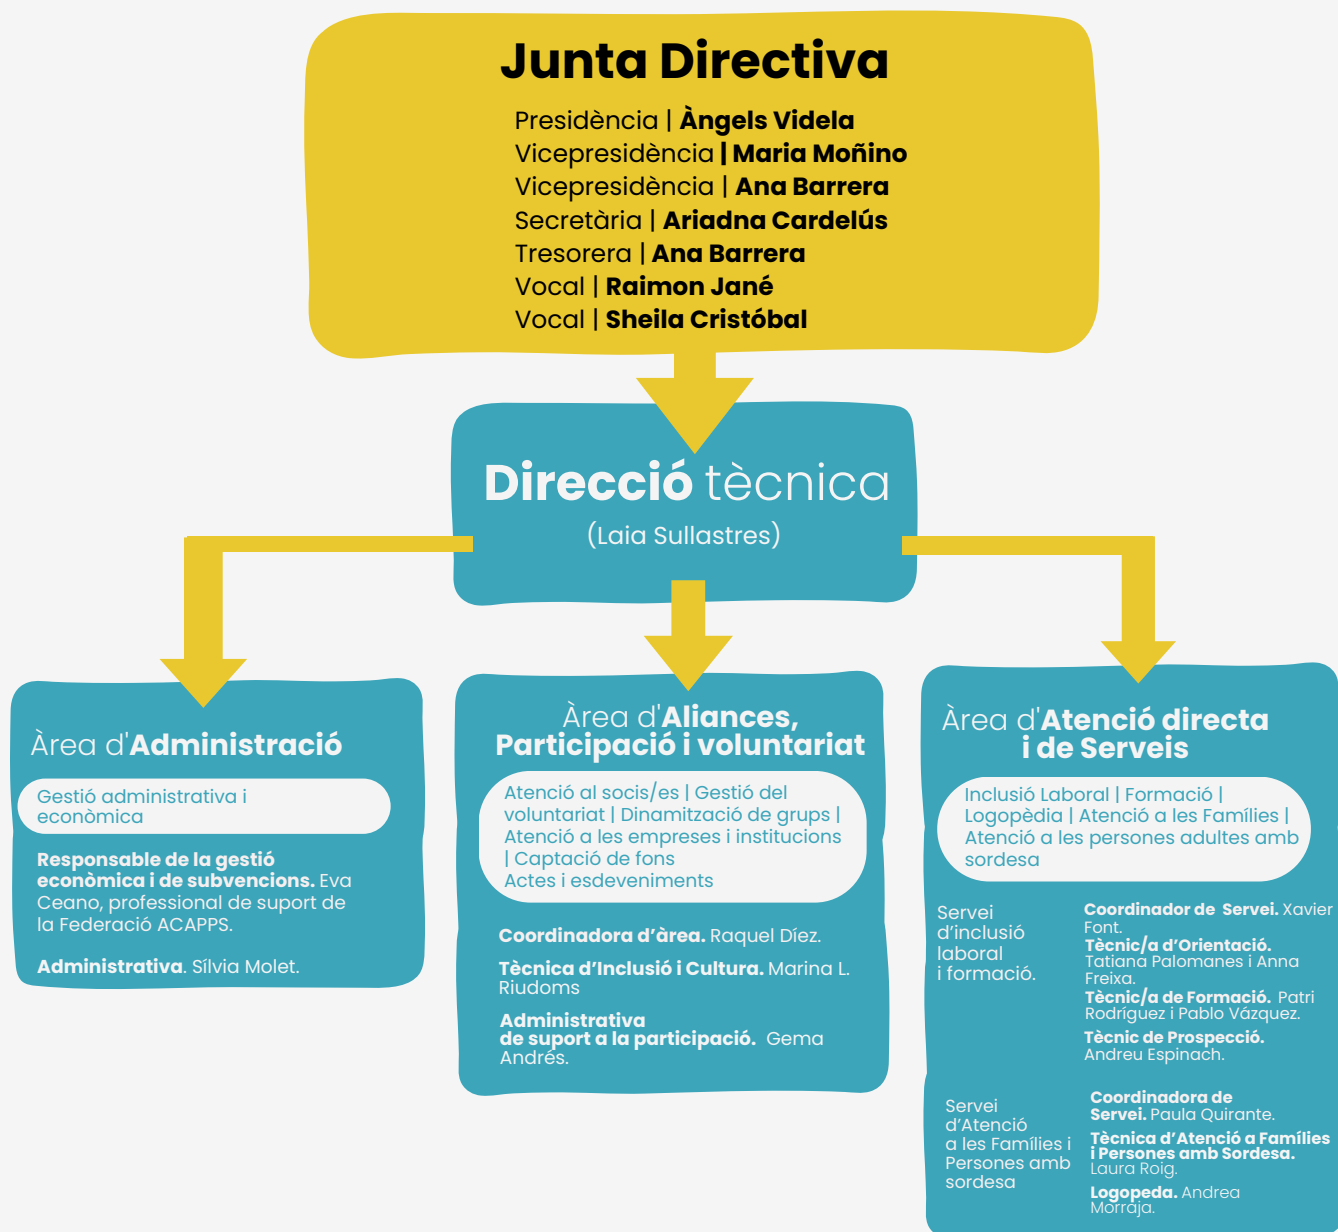 Junta Directiva
Presidència | Àngels Videla
Vicepresidència | Maria Moñino
Vicepresidència | Ana Barrera
Secretària | Ariadna Cardelús
Tresorera | Ana Barrera
Vocal | Raimon Jané
Vocal | Sheila Cristóbal
Direcció tècnica
(Laia Sullastres)
Àrea d'Administració
Gestió administrativa i
econòmica
Responsable de la gestió
econòmica i de subvencions. Eva
Ceano, professional de suport de
la Federació ACAPPS.
Administrativa. Sílvia Molet.
Àrea d'Aliances,
Participació i voluntariat
Atenció al socis/es | Gestió del
voluntariat | Dinamització de grups |
Atenció a les empreses i institucions
| Captació de fons
Actes i esdeveniments
Coordinadora d’àrea. Raquel Díez.
Tècnica d’Inclusió i Cultura. Marina L.
Riudoms
Administrativa
de suport a la participació. Gema
Andrés.
Àrea d'Atenció directa
i de Serveis
Inclusió Laboral | Formació |
Logopèdia | Atenció a les Famílies |
Atenció a les persones adultes amb
sordesa
Servei
d’inclusió
laboral
i formació.
Coordinador de Servei. Xavier
Font.
Tècnic/a d’Orientació.
Tatiana Palomanes i Anna
Freixa.
Tècnic/a de Formació. Patri
Rodríguez i Pablo Vázquez.
Tècnic de Prospecció.
Andreu Espinach.
Servei
d’Atenció
a les Famílies i
Persones amb
sordesa
Coordinadora de
Servei. Paula Quirante.
Tècnica d’Atenció a Famílies
i Persones amb Sordesa.
Laura Roig.
Logopeda. Andrea
Morraja.